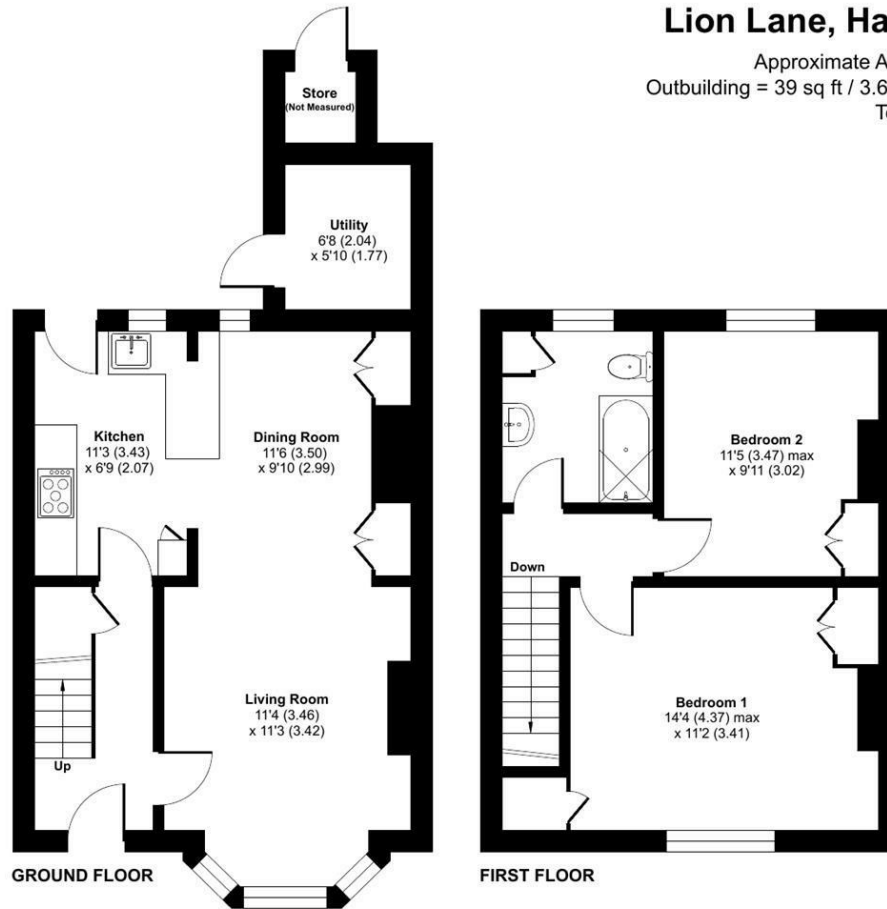 Lion Lane, Ha
Approximate A
Outbuilding = 39 sq ft / 3.6
Store
(Not Measured)
Utility
6'8 (2.04)
x 5'10 (1.77)
Kitchen
11'3 (3.43)
x 6'9 (2.07)
Dining Room
11'6 (3.50)
x 9'10 (2.99)
Living Room
11'4 (3.46)
x 11'3 (3.42)
Up
GROUND FLOOR
Bedroom 2
11'5 (3.47) max
x 9'11 (3.02)
Down
Bedroom 1
14'4 (4.37) max
x 11'2 (3.41)
FIRST FLOOR